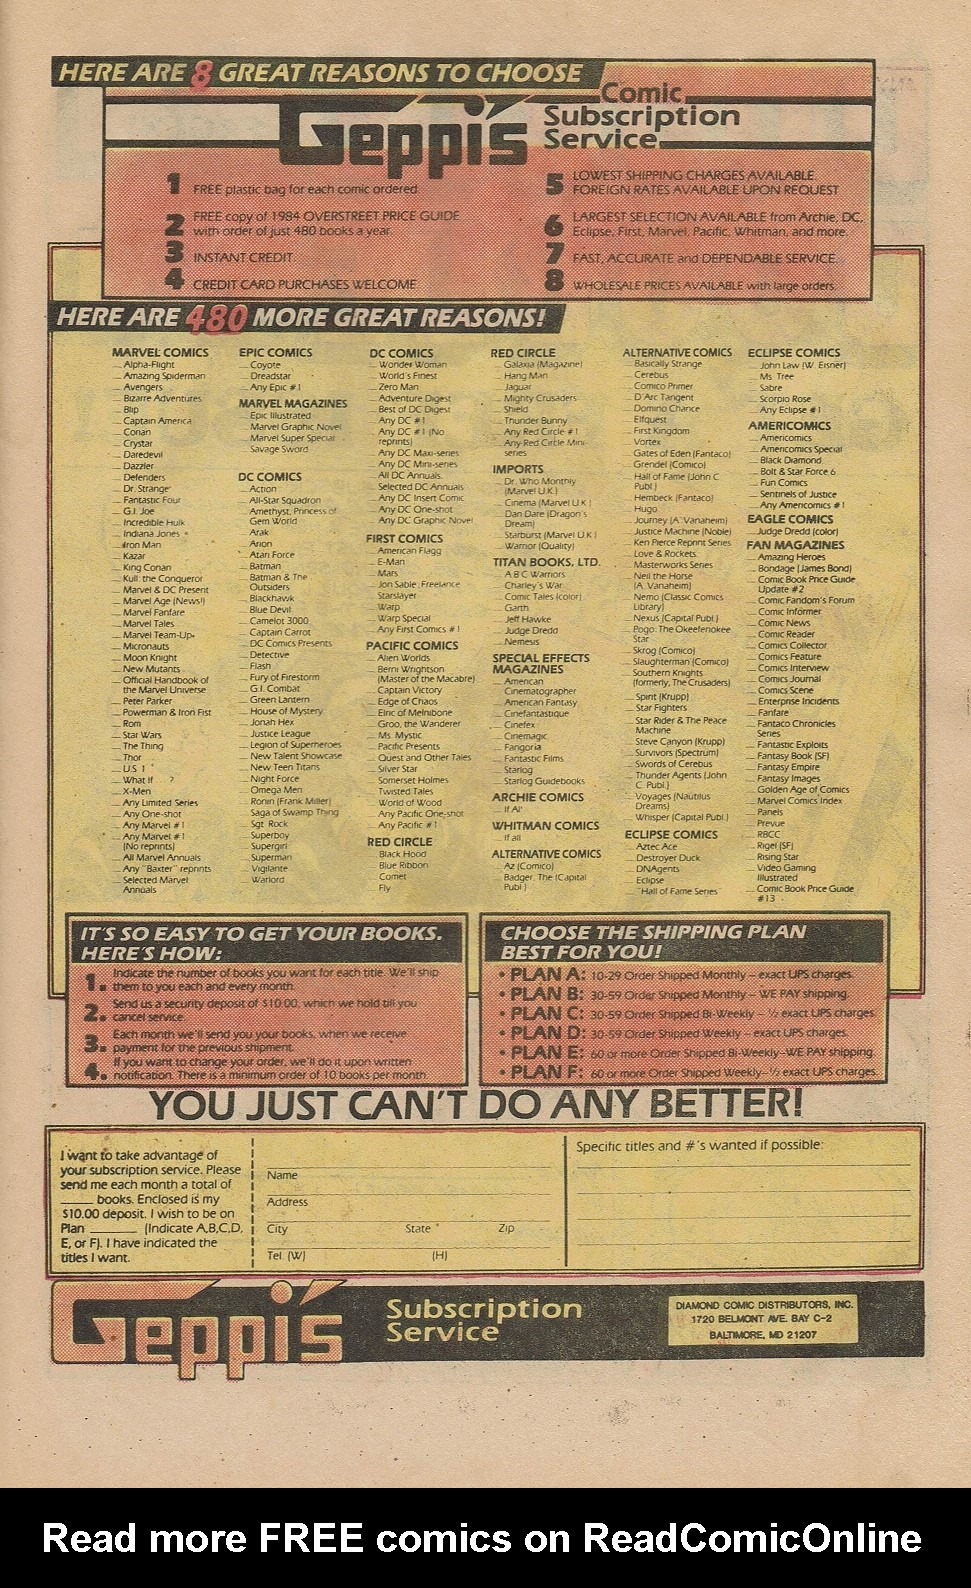 HERE ARE 8 GREAT REASONS TO CHOOSE
Geppi's
Comic
Subscription
Service
1 FREE plastic bag for each comic ordered.
2 FREE copy of 1984 OVERSTREET PRICE GUIDE
with order of just 480 books a year.
3 INSTANT CREDIT
4 CREDIT CARD PURCHASES WELCOME
5 LOWEST SHIPPING CHARGES AVAILABLE.
FOREIGN RATES AVAILABLE UPON REQUEST
6 LARGEST SELECTION AVAILABLE from Archie, DC,
Eclipse, First, Marvel, Pacific, Whitman, and more.
7 FAST, ACCURATE and DEPENDABLE SERVICE.
8 WHOLESALE PRICES AVAILABLE with large orders.
HERE ARE 480 MORE GREAT REASONS!
MARVEL COMICS
Alpha-Flight
Amazing Spiderman
Avengers
Bizarre Adventures
Blip
Captain America
Conan
Crystar
Daredevil
Dazzler
Defenders
Dr. Strange
Fantastic Four
G.I. Joe
Incredible Hulk
Indiana Jones
Iron Man
Kazar
King Conan
Kull: the Conqueror
Marvel & DC Present
Marvel Age (News!)
Marvel Fanfare
Marvel Tales
Marvel Team-Up
Micronauts
Moon Knight
New Mutants
Official Handbook of
the Marvel Universe
Peter Parker
Powerman & Iron Fist
Rom
Star Wars
The Thing
Thor
U.S. 1
What If ?
X-Men
Any Limited Series
Any One-shot
Any Marvel #1
Any Marvel #1
(No reprints)
All Marvel Annuals
Any "Baxter" reprints
Selected Marvel
Annuals
EPIC COMICS
Coyote
Dreadstar
Any Epic #1
MARVEL MAGAZINES
Epic Illustrated
Marvel Graphic Novel
Marvel Super Special
Savage Sword
DC COMICS
Action
All-Star Squadron
Amethyst, Princess of
Gem World
Arak
Arion
Atari Force
Batman
Batman & The
Outsiders
Blackhawk
Blue Devil
Camelot 3000
Captain Carrot
DC Comics Presents
Detective
Flash
Fury of Firestorm
G.I. Combat
Green Lantern
House of Mystery
Jonah Hex
Justice League
Legion of Superheroes
New Talent Showcase
New Teen Titans
Night Force
Omega Men
Ronin (Frank Miller)
Saga of Swamp Thing
Sgt. Rock
Superboy
Supergirl
Superman
Vigilante
Warlord
DC COMICS
Wonder Woman
World's Finest
Zero Man
Adventure Digest
Best of DC Digest
Any DC #1
Any DC #1 (No
reprints)
Any DC Maxi-series
Any DC Mini-series
All DC Annuals.
Selected DC Annuals
Any DC Insert Comic
Any DC One-shot
Any DC Graphic Novel
FIRST COMICS
American Flagg
E-Man
Mars
Jon Sable, Freelance
Starslayer
Warp
Warp Special
Any First Comics #1
PACIFIC COMICS
Alien Worlds
Berni Wrightson
(Master of the Macabre)
Captain Victory
Edge of Chaos
Elric of Melnibone
Groo, the Wanderer
Ms. Mystic
Pacific Presents
Quest and Other Tales
Silver Star
Somerset Holmes
Twisted Tales
World of Wood
Any Pacific One-shot
Any Pacific #1
RED CIRCLE
Black Hood
Blue Ribbon
Comet
Fly
RED CIRCLE
Galaxia (Magazine)
Hang Man
Jaguar
Mighty Crusaders
Shield
Thunder Bunny
Any Red Circle #1
Any Red Circle Mini-
series
IMPORTS
Dr. Who Monthly
(Marvel U.K.)
Cinema (Marvel U.K.)
Dan Dare (Dragon's
Dream)
Starburst (Marvel U.K.)
Warrior (Quality)
TITAN BOOKS, LTD.
A B C Warriors
Charley's War
Comic Tales (color)
Garth
Jeff Hawke
Judge Dredd
Nemesis
SPECIAL EFFECTS
MAGAZINES
American
Cinematographer
American Fantasy
Cinefantastique
Cinefex
Cinemagic
Fangoria
Fantastic Films
Starlog
Starlog Guidebooks
ARCHIE COMICS
If All
WHITMAN COMICS
If all
ALTERNATIVE COMICS
Az (Comico)
Badger, The (Capital
Publ.)
ALTERNATIVE COMICS
Basically Strange
Cerebus
Comico Primer
D'Arc Tangent
Domino Chance
Elfquest
First Kingdom
Vortex
Gates of Eden (Fantaco)
Grendel (Comico)
Hall of Fame (John C.
Publ.)
Hembeck (Fantaco)
Hugo
Journey (A. Vanaheim)
Justice Machine (Noble)
Ken Pierce Reprint Series
Love & Rockets
Masterworks Series
Neil the Horse
(A. Vanaheim)
Nemo (Classic Comics
Library)
Nexus (Capital Publ.)
Pogo: The Okeefenokee
Star
Skrog (Comico)
Slaughterman (Comico)
Southern Knights
(formerly, The Crusaders)
Spirit (Krupp)
Star Fighters
Star Rider & The Peace
Machine
Steve Canyon (Krupp)
Survivors (Spectrum)
Swords of Cerebus
Thunder Agents (John
C. Publ.)
Voyages (Nautilus
Dreams)
Whisper (Capital Publ.)
ECLIPSE COMICS
Aztec Ace
Destroyer Duck
DNAgents
Eclipse
"Hall of Fame Series"
ECLIPSE COMICS
John Law (W. Eisner)
Ms. Tree
Sabre
Scorpio Rose
Any Eclipse #1
AMERICOMICS
Americomics
Americomics Special
Black Diamond
Bolt & Star Force 6
Fun Comics
Sentinels of Justice
Any Americomics #1
EAGLE COMICS
Judge Dredd (color)
FAN MAGAZINES
Amazing Heroes
Bondage (James Bond)
Comic Book Price Guide
Update #2
Comic Fandom's Forum
Comic Informer
Comic News
Comic Reader
Comics Collector
Comics Feature
Comics Interview
Comics Journal
Comics Scene
Enterprise Incidents
Fanfare
Fantaco Chronicles
Series
Fantastic Exploits
Fantasy Book (SF)
Fantasy Empire
Fantasy Images
Golden Age of Comics
Marvel Comics Index
Panels
Prevue
RBCC
Rigel (SF)
Rising Star
Video Gaming
Illustrated
Comic Book Price Guide
#13
IT'S SO EASY TO GET YOUR BOOKS.
HERE'S HOW:
1. Indicate the number of books you want for each title. We'll ship
them to you each and every month.
2. Send us a security deposit of $10.00, which we hold till you
cancel service.
3. Each month we'll send you your books, when we receive
payment for the previous shipment.
4. If you want to change your order, we'll do it upon written
notification. There is a minimum order of 10 books per month.
CHOOSE THE SHIPPING PLAN
BEST FOR YOU!
• PLAN A: 10-29 Order Shipped Monthly – exact UPS charges.
• PLAN B: 30-59 Order Shipped Monthly – WE PAY shipping.
• PLAN C: 30-59 Order Shipped Bi-Weekly – ½ exact UPS charges.
• PLAN D: 30-59 Order Shipped Weekly – exact UPS charges.
• PLAN E: 60 or more Order Shipped Bi-Weekly–WE PAY shipping.
• PLAN F: 60 or more Order Shipped Weekly–½ exact UPS charges.
YOU JUST CAN'T DO ANY BETTER!
I want to take advantage of
your subscription service. Please
send me each month a total of
____ books. Enclosed is my
$10.00 deposit. I wish to be on
Plan ______ (Indicate A,B,C,D,
E, or F). I have indicated the
titles I want.
Name
Address
City State Zip
Tel. (W) (H)
Specific titles and #'s wanted if possible:
Geppi's
Subscription
Service
DIAMOND COMIC DISTRIBUTORS, INC.
1720 BELMONT AVE. BAY C-2
BALTIMORE, MD 21207
Read more FREE comics on ReadComicOnline